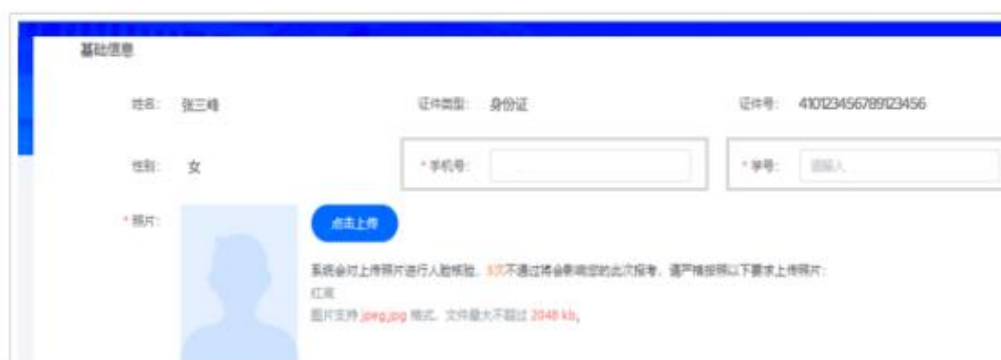 基础信息
姓名： 张三峰 证件类型： 身份证 证件号： 410123456789123456
性别： 女 * 手机号： * 学号： 请输入
* 照片： 点击上传
系统会对上传照片进行人脸核验，3次不通过将会影响您的此次报考，请严格按照以下要求上传照片：
红底
图片支持 jpeg,jpg 格式，文件最大不超过 2048 kb。